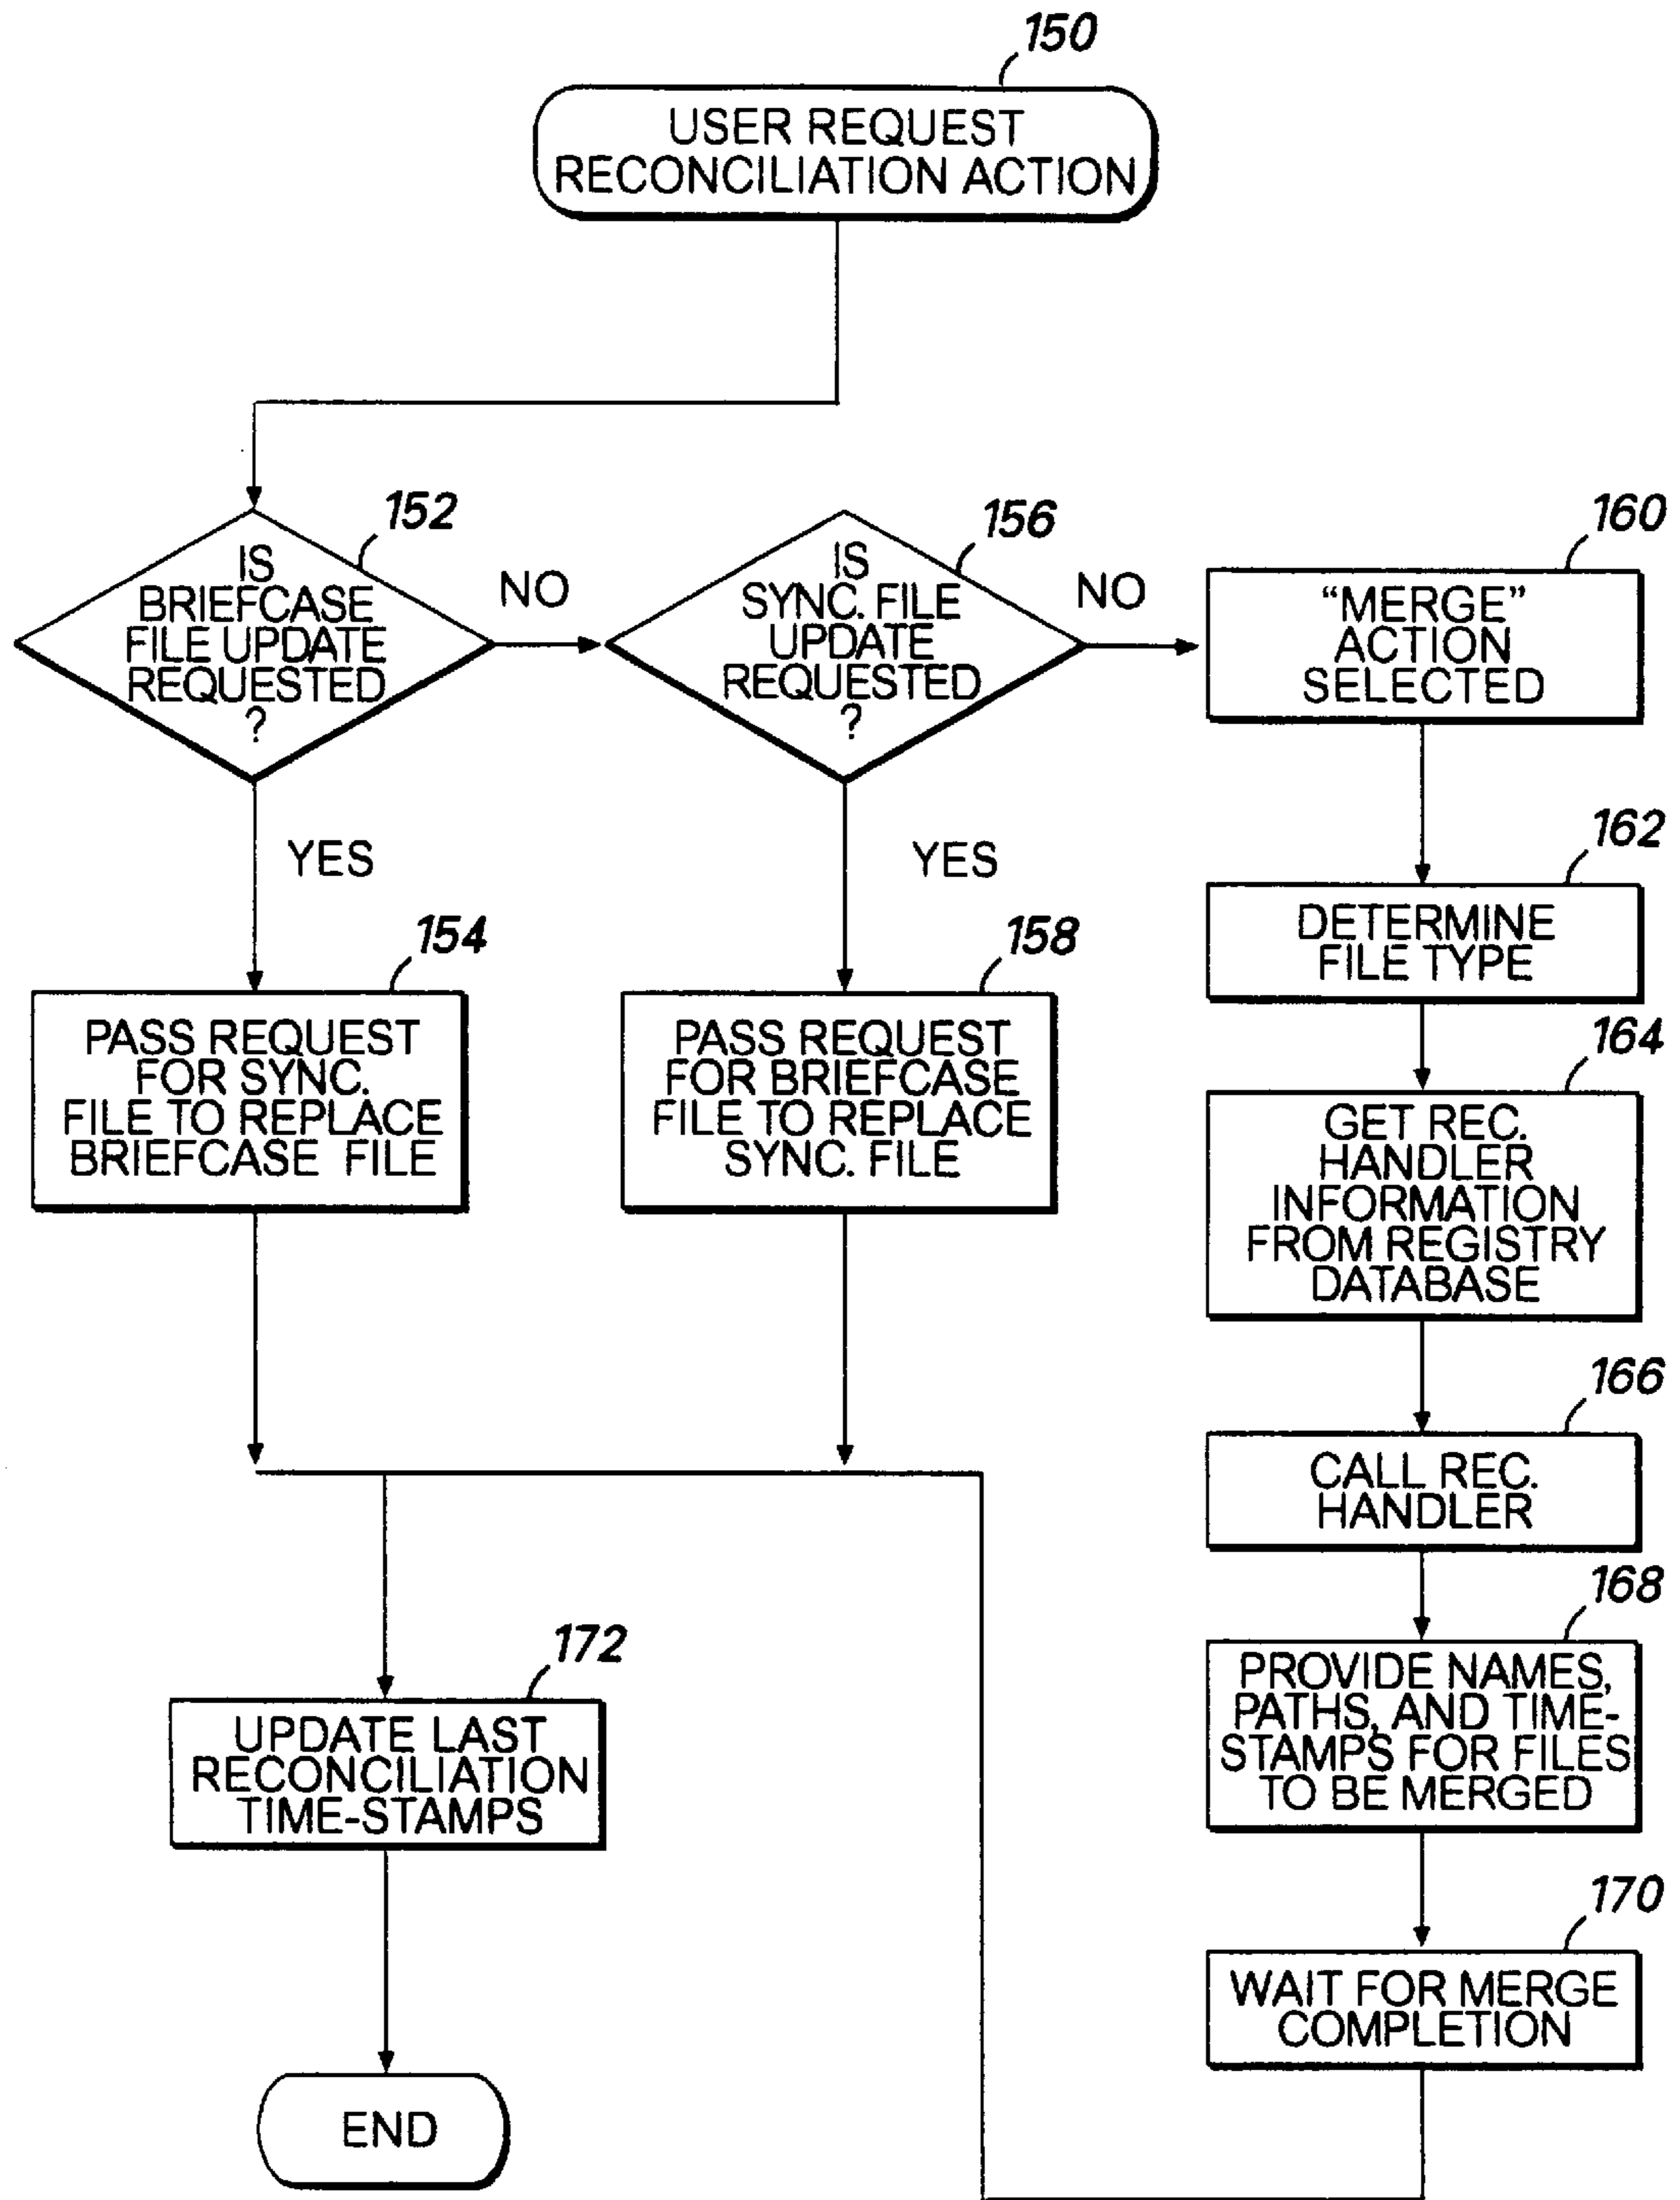 150
USER REQUEST
RECONCILIATION ACTION
152
IS
BRIEFCASE
FILE UPDATE
REQUESTED
?
NO
YES
156
IS
SYNC. FILE
UPDATE
REQUESTED
?
NO
YES
160
“MERGE”
ACTION
SELECTED
162
DETERMINE
FILE TYPE
154
PASS REQUEST
FOR SYNC.
FILE TO REPLACE
BRIEFCASE FILE
158
PASS REQUEST
FOR BRIEFCASE
FILE TO REPLACE
SYNC. FILE
164
GET REC.
HANDLER
INFORMATION
FROM REGISTRY
DATABASE
166
CALL REC.
HANDLER
168
PROVIDE NAMES,
PATHS, AND TIME-
STAMPS FOR FILES
TO BE MERGED
170
WAIT FOR MERGE
COMPLETION
172
UPDATE LAST
RECONCILIATION
TIME-STAMPS
END